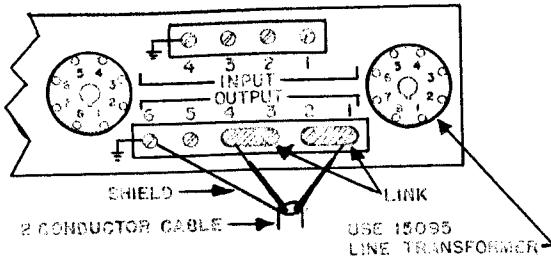 4 3 2 1
INPUT
OUTPUT
6 5 4 3 2 1
SHIELD
LINK
2 CONDUCTOR CABLE
USE 15095
LINE TRANSFORMER